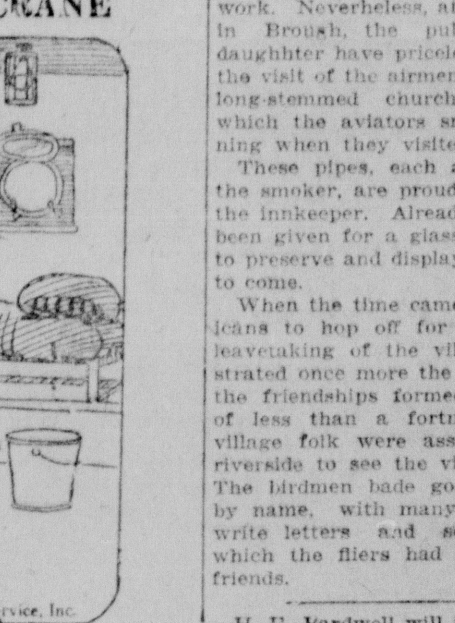 CRANE
rvice, Inc.
work. Nevertheless, at
in Brough, the pub
daughhter have pricele
the visit of the airmen
long-stemmed church
which the aviators sm
ning when they visite
These pipes, each a
the smoker, are proud
the innkeeper. Alread
been given for a glass
to preserve and display
to come.
When the time came
icans to hop off for
leavetaking of the vil
strated once more the
the friendships forme
of less than a fortn
village folk were ass
riverside to see the vi
The birdmen bade go
by name, with many
write letters and se
which the fliers had
friends.